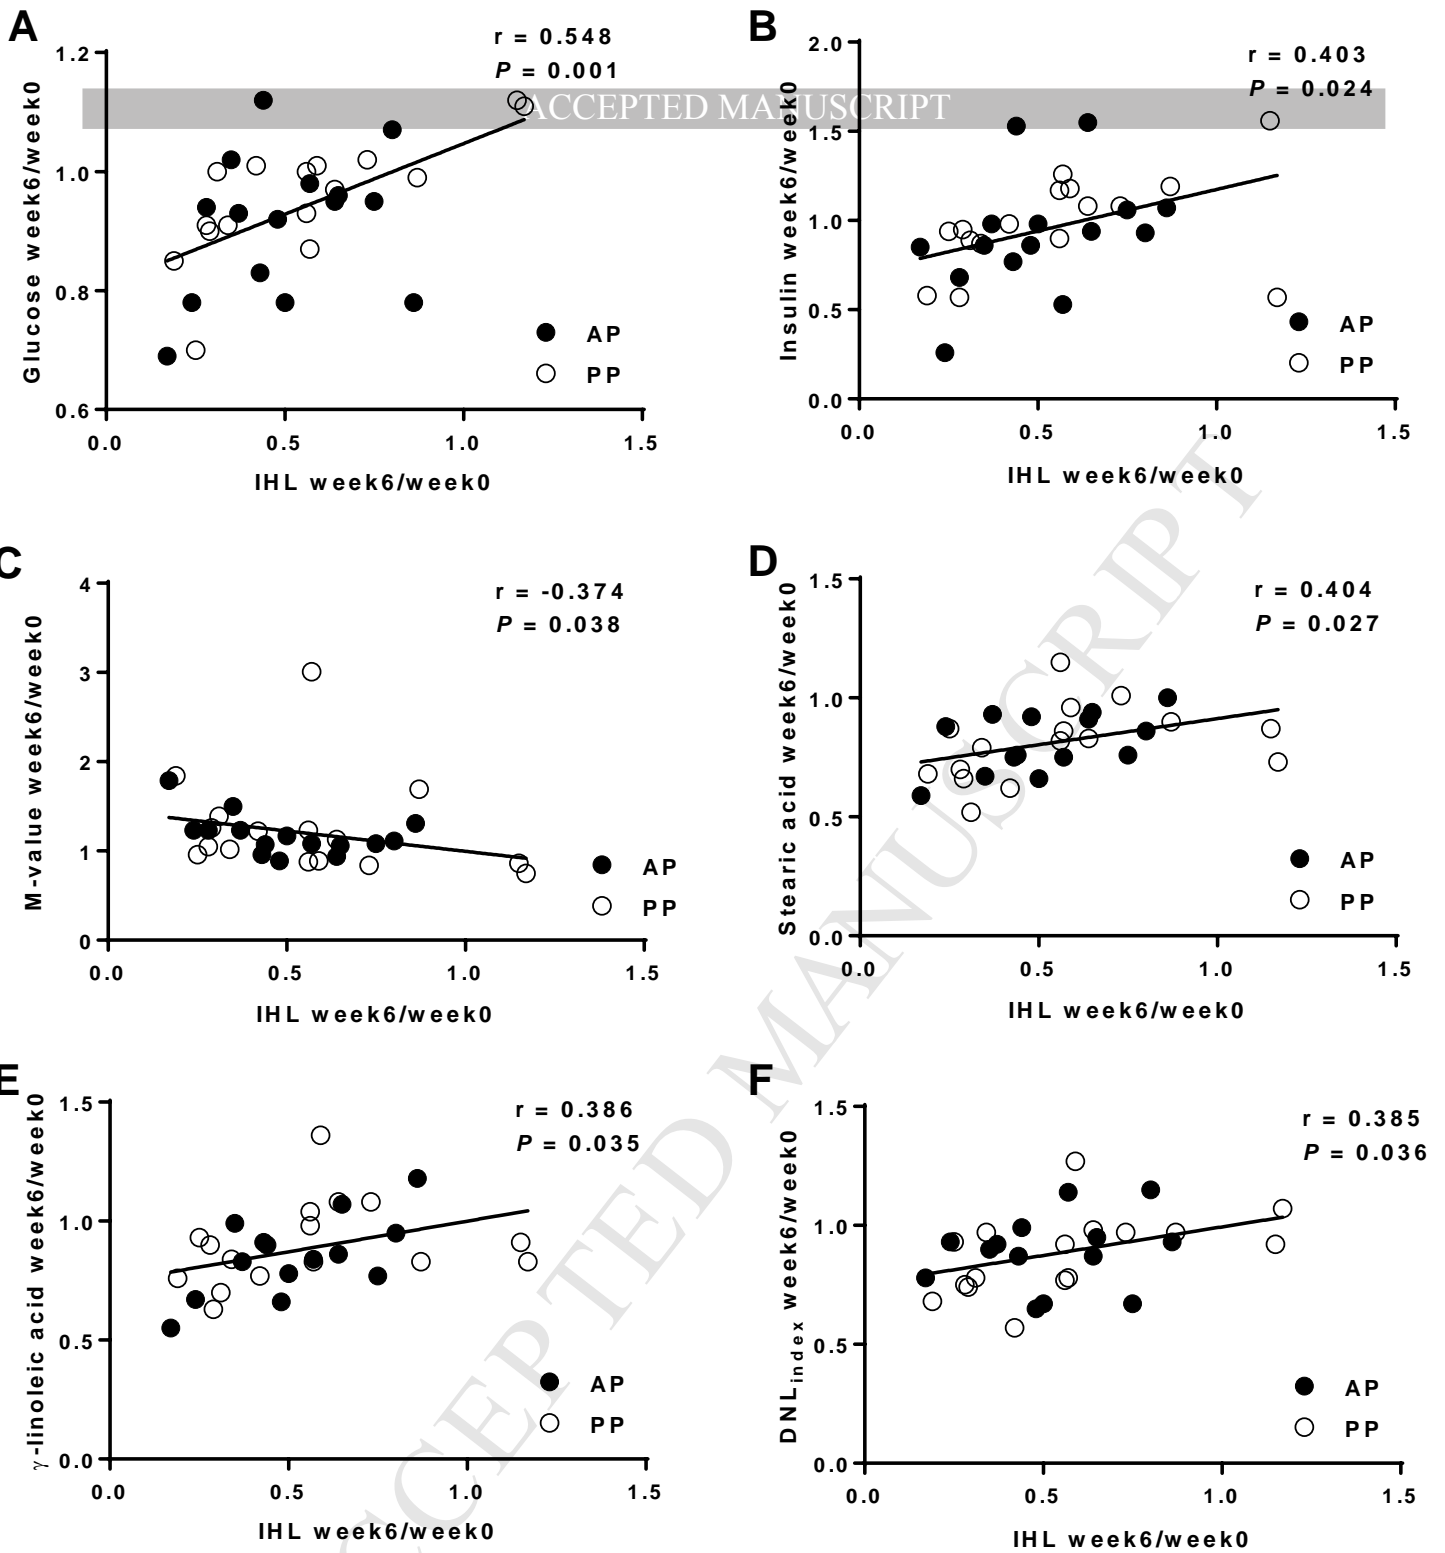 A
r = 0.548
P = 0.001
Glucose week6/week0
1.2
1.0
0.8
0.6
0.0
0.5
1.0
1.5
IHL week6/week0
AP
PP
ACCEPTED MANUSCRIPT
B
r = 0.403
P = 0.024
Insulin week6/week0
2.0
1.5
1.0
0.5
0.0
0.0
0.5
1.0
1.5
IHL week6/week0
AP
PP
C
r = -0.374
P = 0.038
M-value week6/week0
4
3
2
1
0
0.0
0.5
1.0
1.5
IHL week6/week0
AP
PP
D
r = 0.404
P = 0.027
Stearic acid week6/week0
1.5
1.0
0.5
0.0
0.0
0.5
1.0
1.5
IHL week6/week0
AP
PP
E
r = 0.386
P = 0.035
γ-linoleic acid week6/week0
1.5
1.0
0.5
0.0
0.0
0.5
1.0
1.5
IHL week6/week0
AP
PP
F
r = 0.385
P = 0.036
DNLindex week6/week0
1.5
1.0
0.5
0.0
0.0
0.5
1.0
1.5
IHL week6/week0
AP
PP
CCEPTED MANUSCRIPT